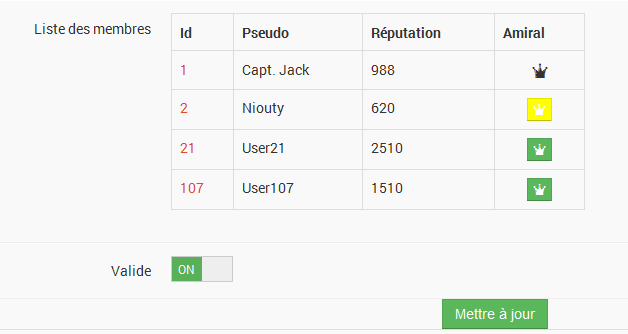 Liste des membres
Id Pseudo Réputation Amiral
1 Capt. Jack 988
2 Niouty 620
21 User21 2510
107 User107 1510
Valide ON
Mettre à jour